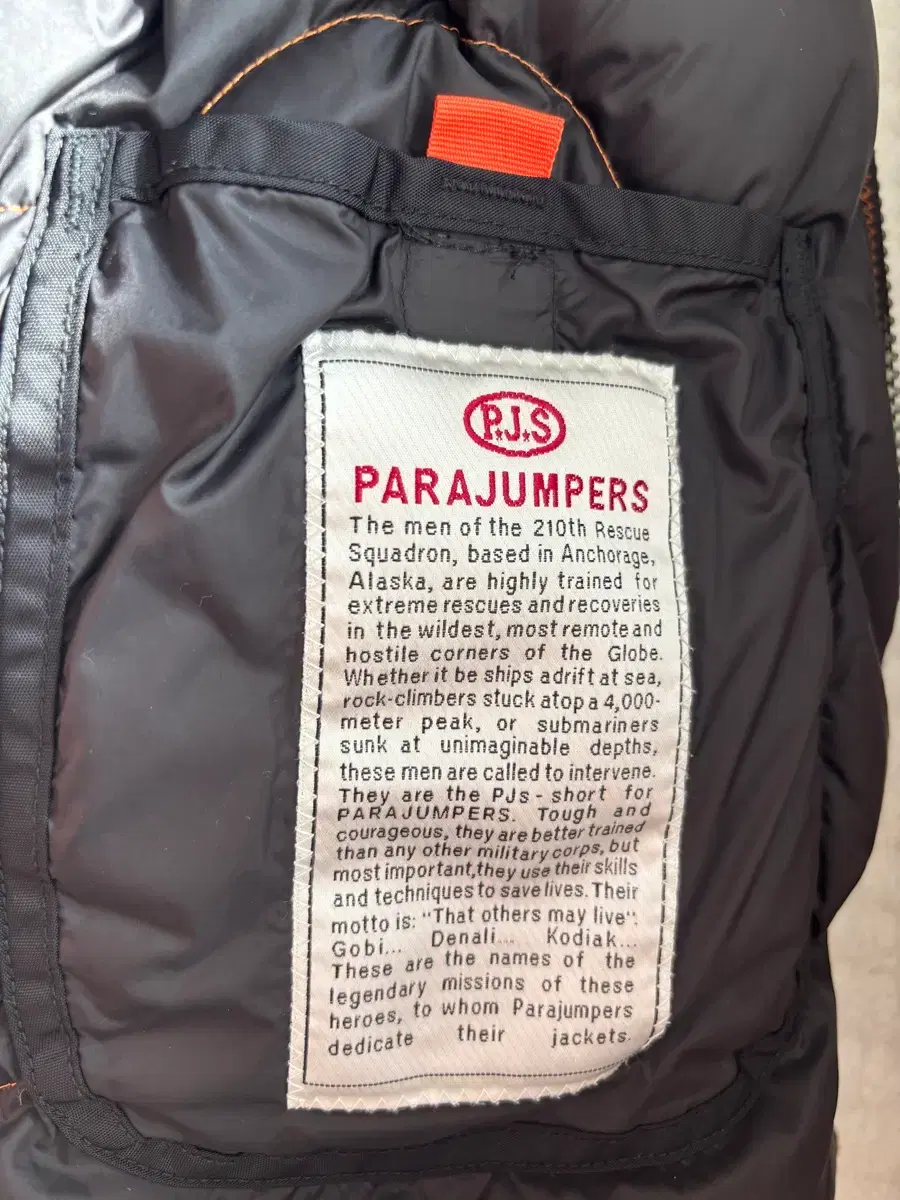 P.J.S
PARAJUMPERS
The men of the 210th Rescue
Squadron, based in Anchorage,
Alaska, are highly trained for
extreme rescues and recoveries
in the wildest, most remote and
hostile corners of the Globe.
Whether it be ships adrift at sea,
rock-climbers stuck atop a 4,000-
meter peak, or submariners
sunk at unimaginable depths,
these men are called to intervene.
They are the PJs - short for
PARAJUMPERS. Tough and
courageous, they are better trained
than any other military corps, but
most important, they use their skills
and techniques to save lives. Their
motto is: "That others may live".
Gobi... Denali... Kodiak...
These are the names of the
legendary missions of these
heroes, to whom Parajumpers
dedicate their jackets.